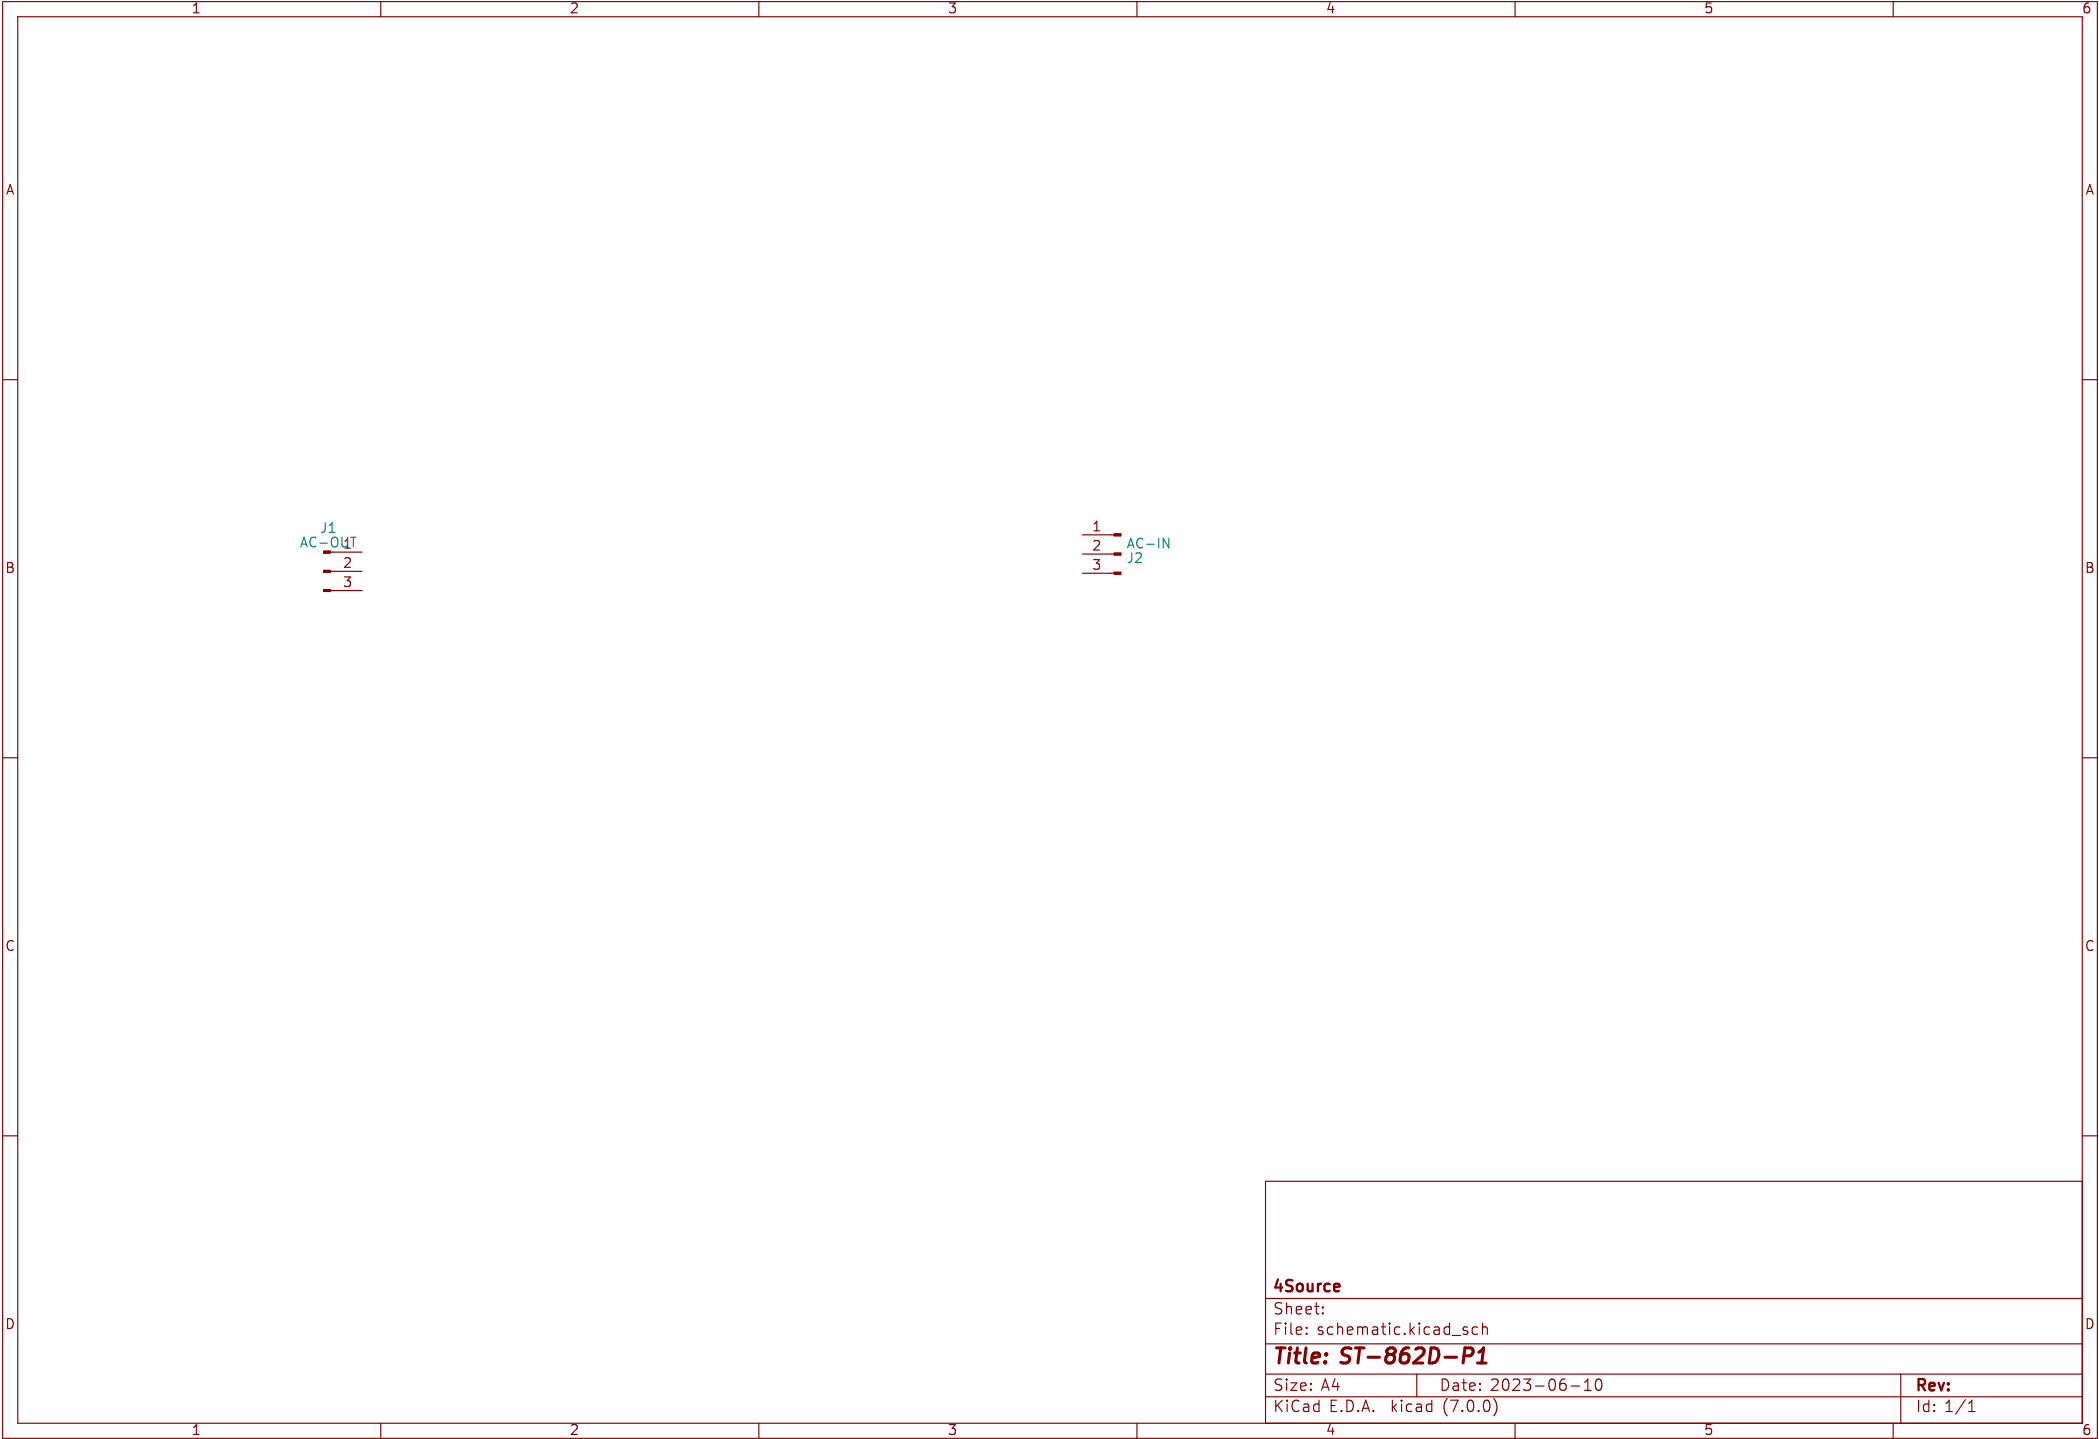 1 2 3 4 5 6
A A
J1
AC-OUT
1
2
3
1
2
3
AC-IN
J2
B B
C C
4Source
Sheet:
File: schematic.kicad_sch
D D
Title: ST-862D-P1
Size: A4 Date: 2023-06-10 Rev:
KiCad E.D.A. kicad (7.0.0) Id: 1/1
1 2 3 4 5 6